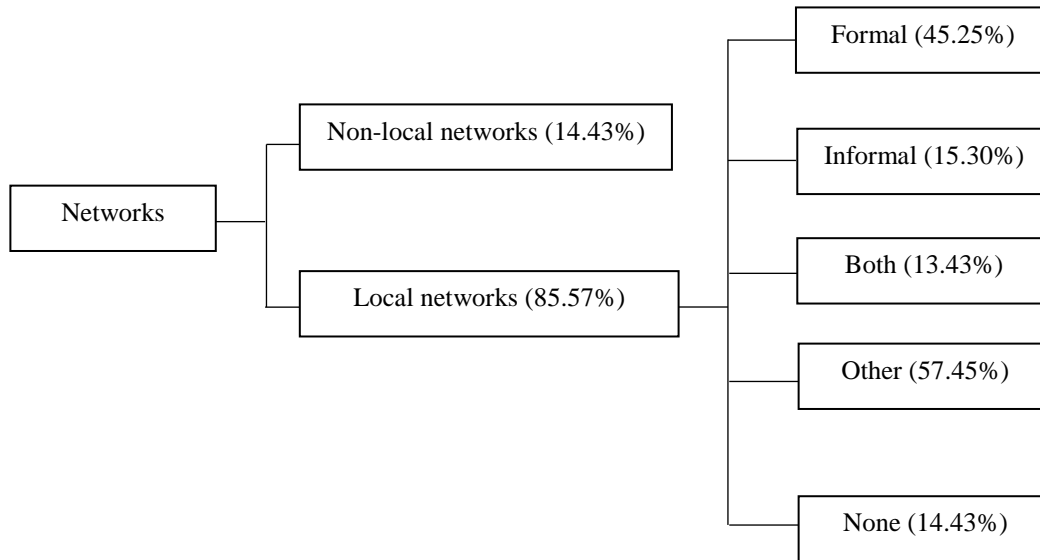 Networks
Non-local networks (14.43%)
Local networks (85.57%)
Formal (45.25%)
Informal (15.30%)
Both (13.43%)
Other (57.45%)
None (14.43%)